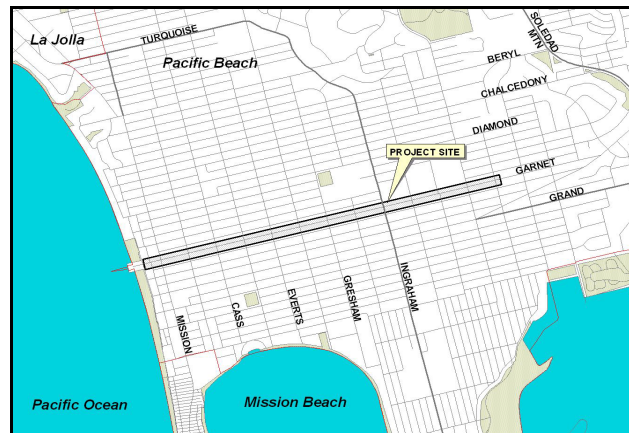 La Jolla
TURQUOISE
SOLEDAD
MTN
Pacific Beach
BERYL
CHALCEDONY
DIAMOND
PROJECT SITE
GARNET
GRAND
INGRAHAM
GRESHAM
EVERTS
CASS
MISSION
Pacific Ocean
Mission Beach